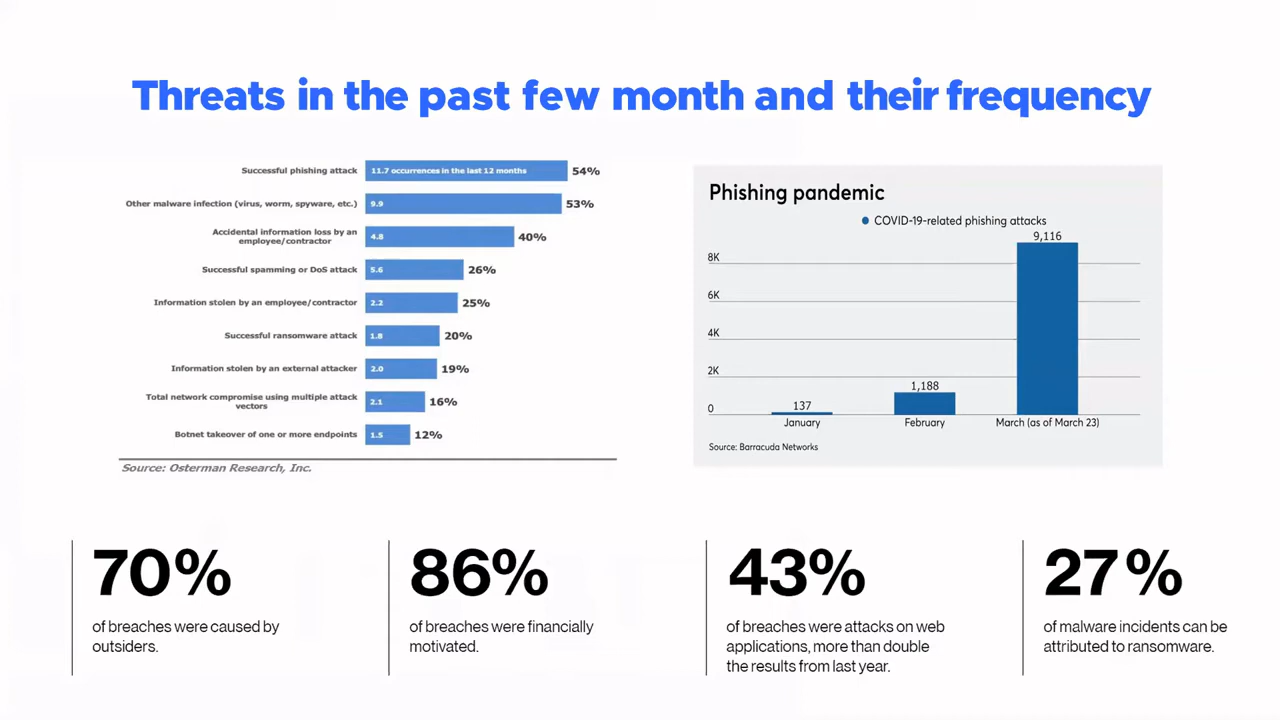 Threats in the past few month and their frequency
Successful phishing attack 11.7 occurrences in the last 12 months 54%
Other malware infection (virus, worm, spyware, etc.) 9.9 53%
Accidental information loss by an
employee/contractor 4.8 40%
Successful spamming or DoS attack 5.6 26%
Information stolen by an employee/contractor 2.2 25%
Successful ransomware attack 1.8 20%
Information stolen by an external attacker 2.0 19%
Total network compromise using multiple attack
vectors 2.1 16%
Botnet takeover of one or more endpoints 1.5 12%
Source: Osterman Research, Inc.
Phishing pandemic
COVID-19-related phishing attacks
9,116
8K
6K
4K
2K
1,188
137
0
January February March (as of March 23)
Source: Barracuda Networks
70%
of breaches were caused by
outsiders.
86%
of breaches were financially
motivated.
43%
of breaches were attacks on web
applications, more than double
the results from last year.
27%
of malware incidents can be
attributed to ransomware.